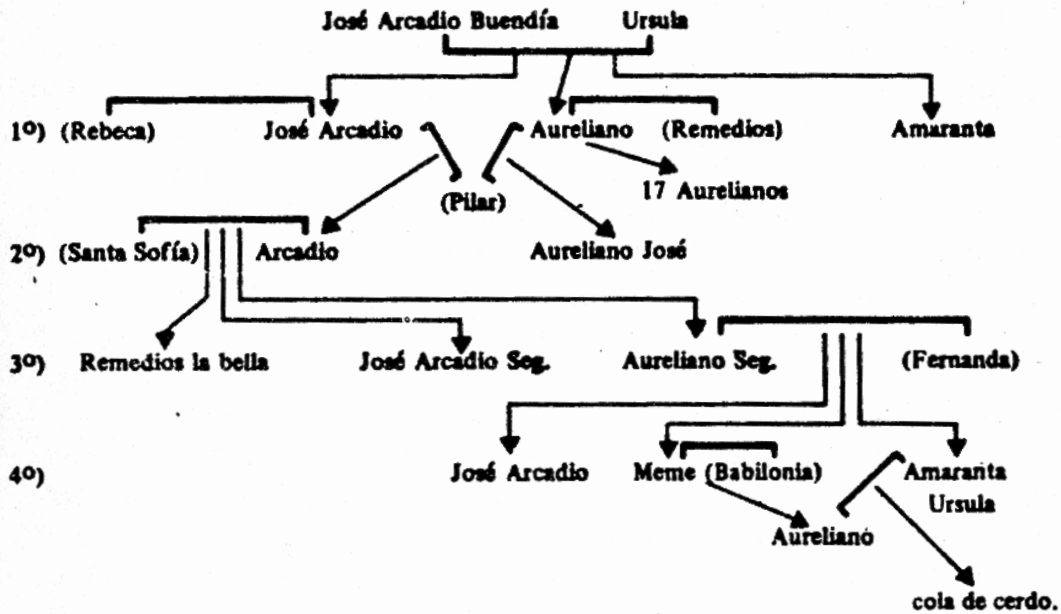 José Arcadio Buendía Ursula
1º) (Rebeca) José Arcadio Aureliano (Remedios) Amaranta
17 Aurelianos
(Pilar)
2º) (Santa Sofía) Arcadio Aureliano José
3º) Remedios la bella José Arcadio Seg. Aureliano Seg. (Fernanda)
4º) José Arcadio Meme (Babilonia) Amaranta
Ursula
Aureliano
cola de cerdo.